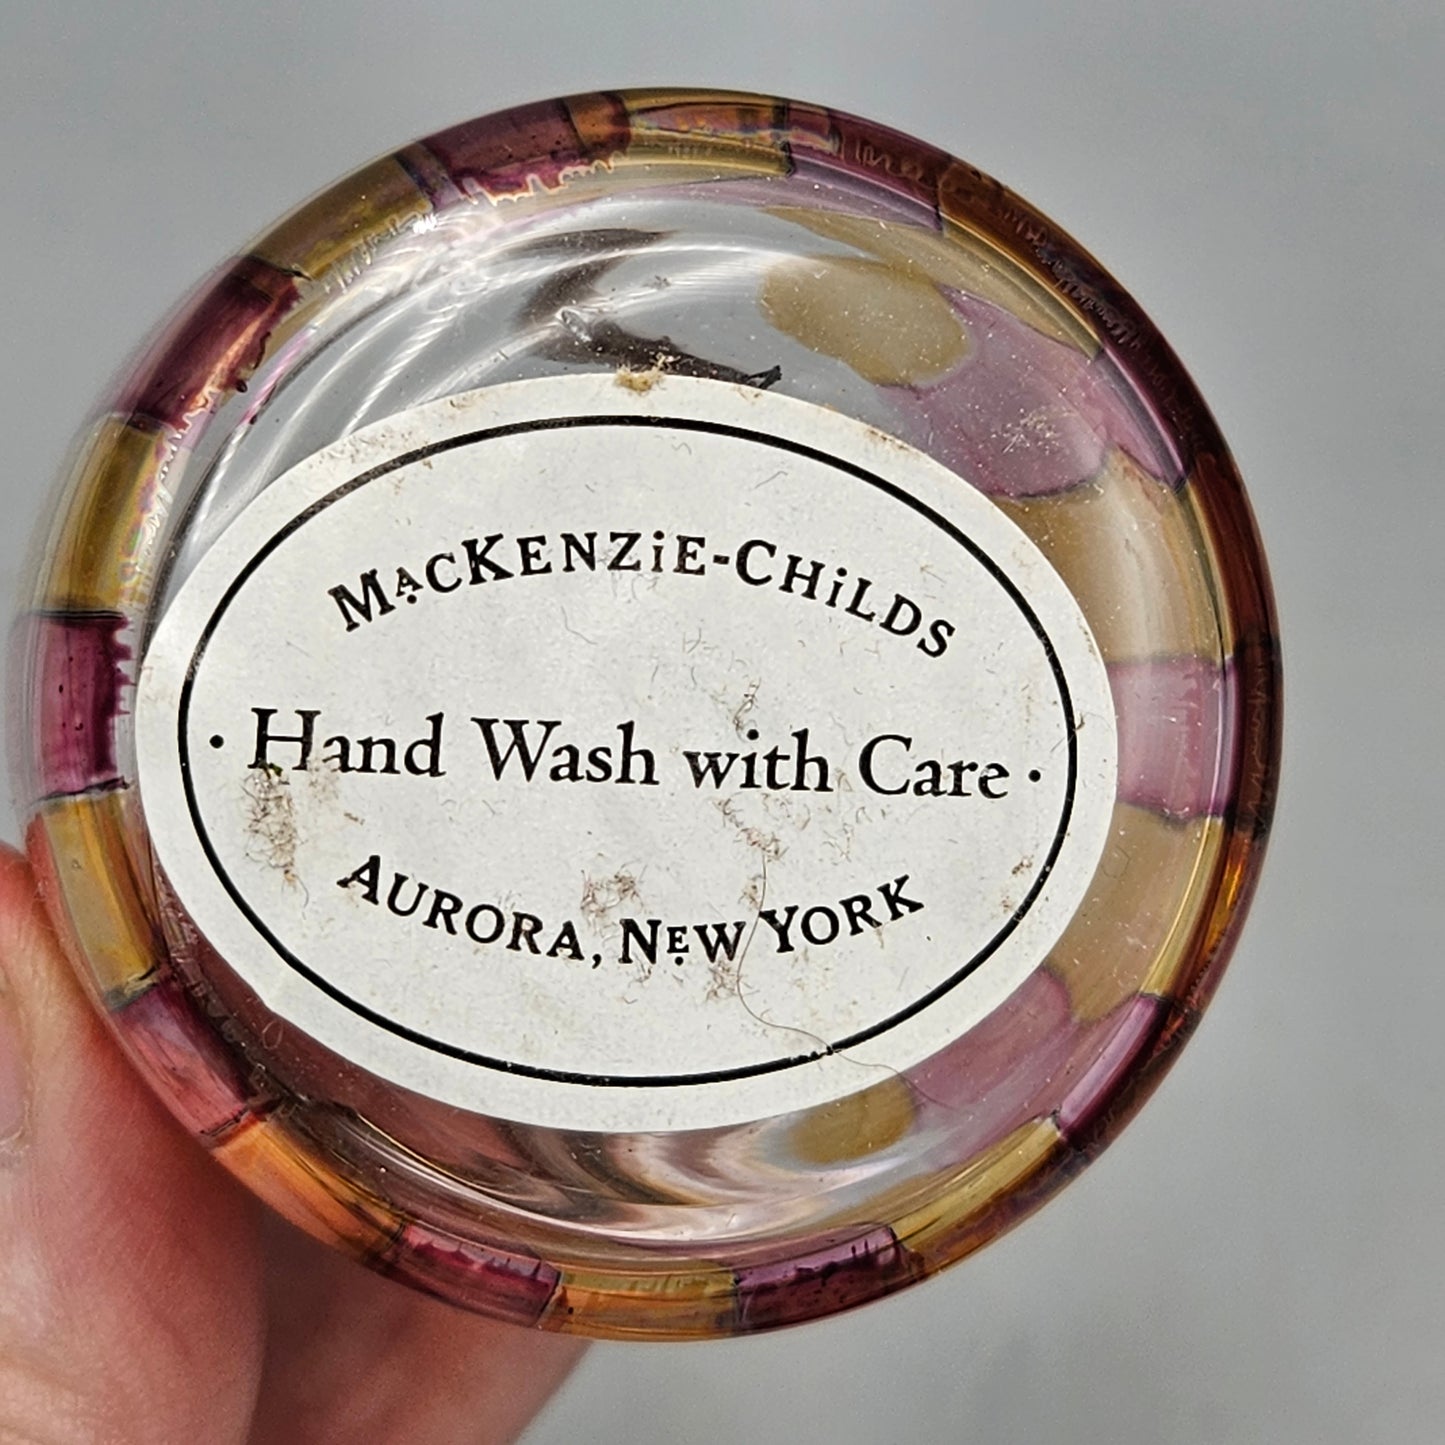 MacKenzie-Childs
· Hand Wash with Care ·
Aurora, New York